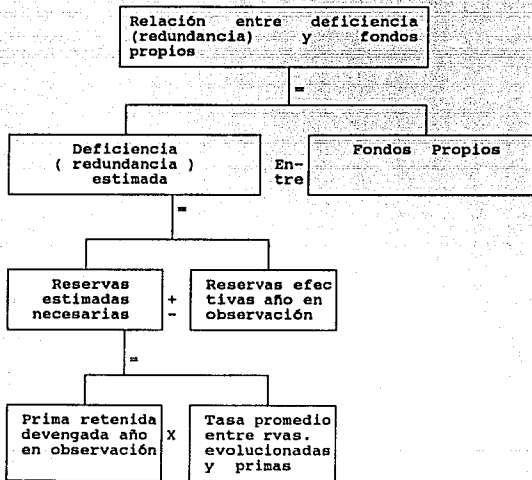 Relación entre deficiencia
(redundancia) y fondos
propios
=
Deficiencia
( redundancia )
estimada
En-
tre
Fondos Propios
=
Reservas
estimadas
necesarias
+
-
Reservas efec
tivas año en
observación
=
Prima retenida
devengada año
en observación
X
Tasa promedio
entre rvas.
evolucionadas
y primas